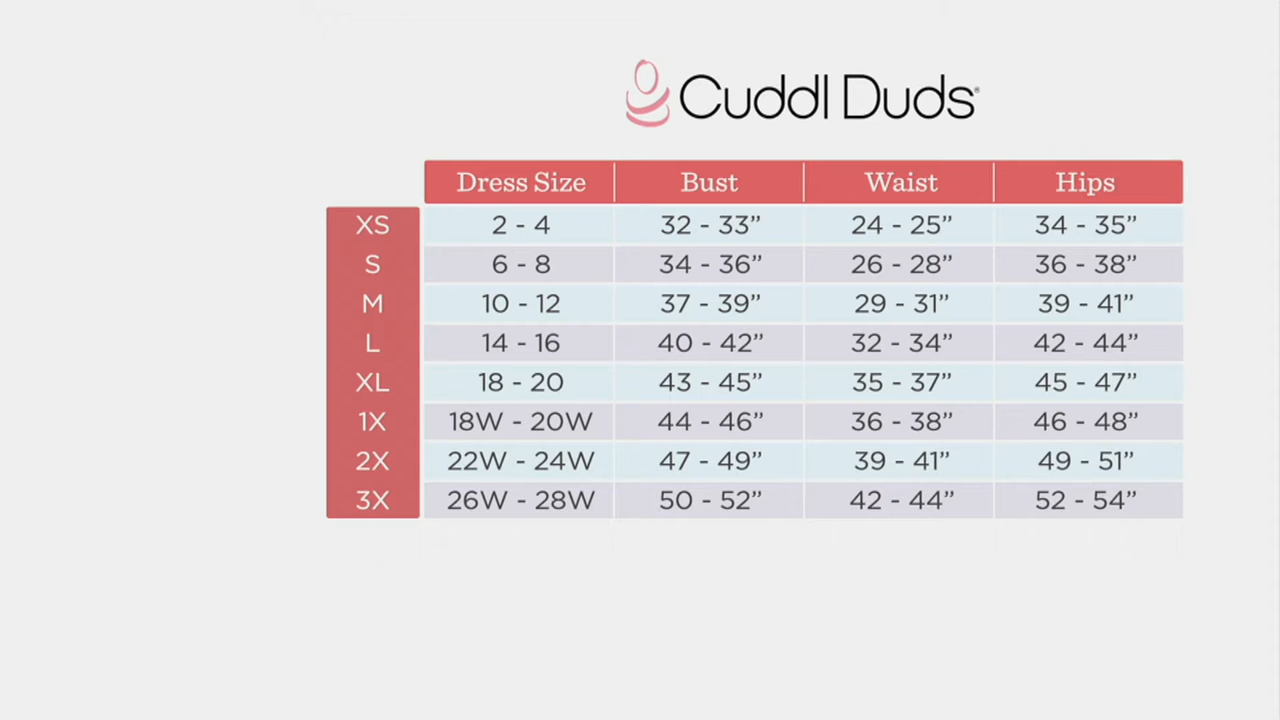 Cuddl Duds®
Dress Size Bust Waist Hips
XS 2 - 4 32 - 33” 24 - 25” 34 - 35”
S 6 - 8 34 - 36” 26 - 28” 36 - 38”
M 10 - 12 37 - 39” 29 - 31” 39 - 41”
L 14 - 16 40 - 42” 32 - 34” 42 - 44”
XL 18 - 20 43 - 45” 35 - 37” 45 - 47”
1X 18W - 20W 44 - 46” 36 - 38” 46 - 48”
2X 22W - 24W 47 - 49” 39 - 41” 49 - 51”
3X 26W - 28W 50 - 52” 42 - 44” 52 - 54”